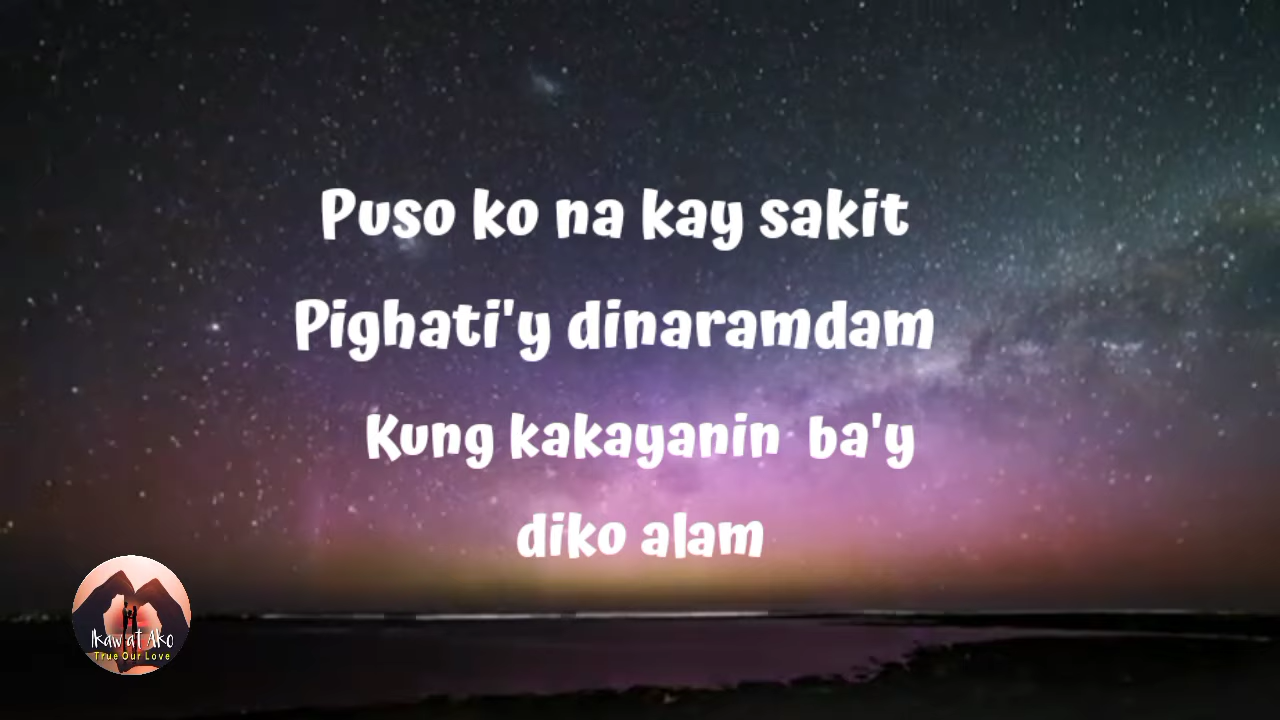 Puso ko na kay sakit
Pighati'y dinaramdam
Kung kakayanin ba'y
diko alam
Ikaw at Ako
True Our Love